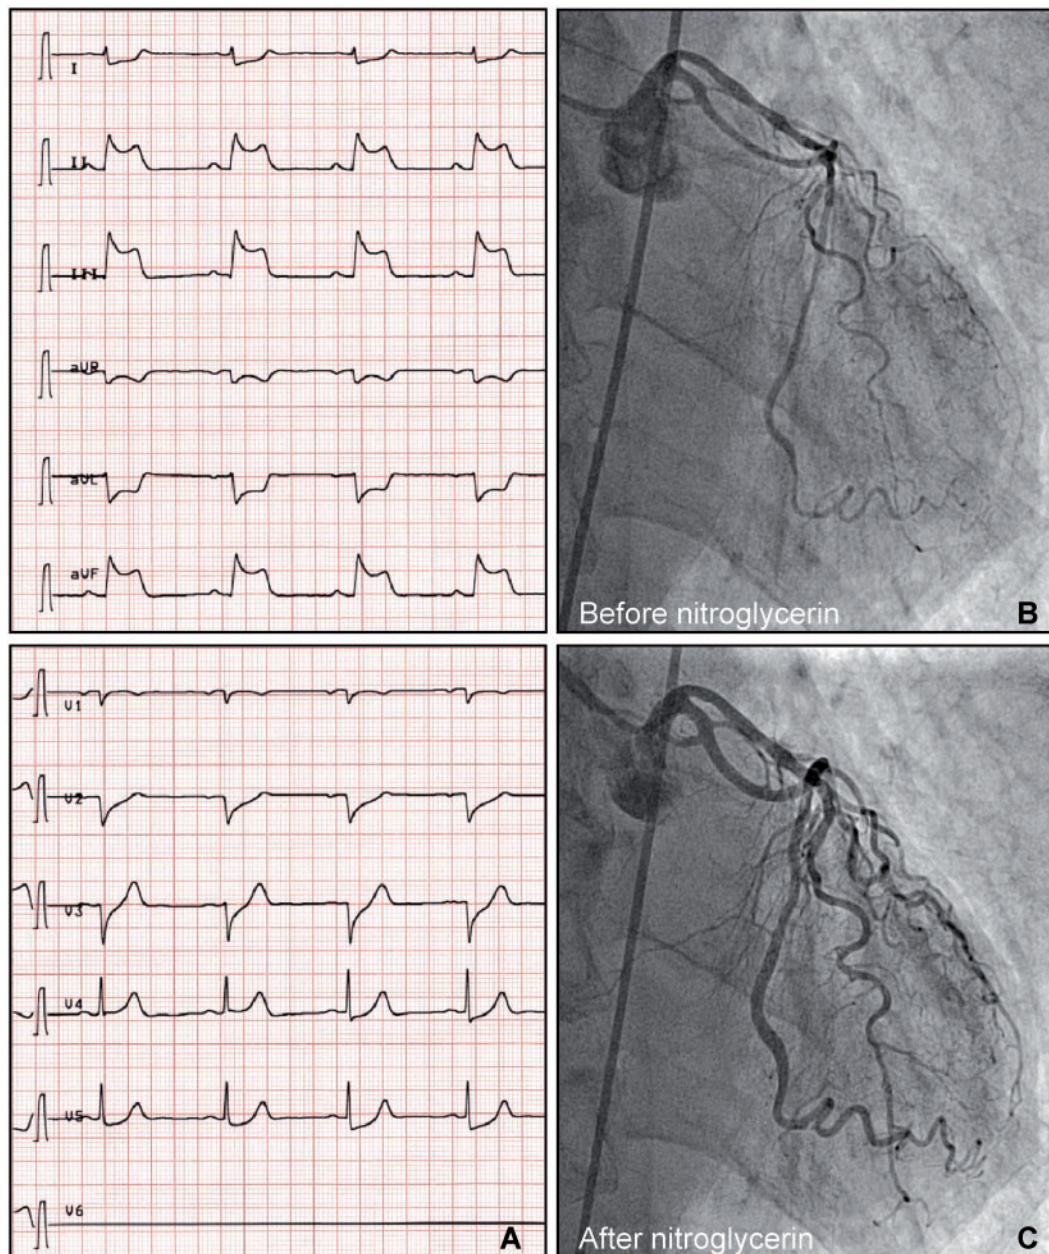 I
II
III
aVR
aVL
aVF
Before nitroglycerin
B
V1
V2
V3
V4
V5
V6
A
After nitroglycerin
C